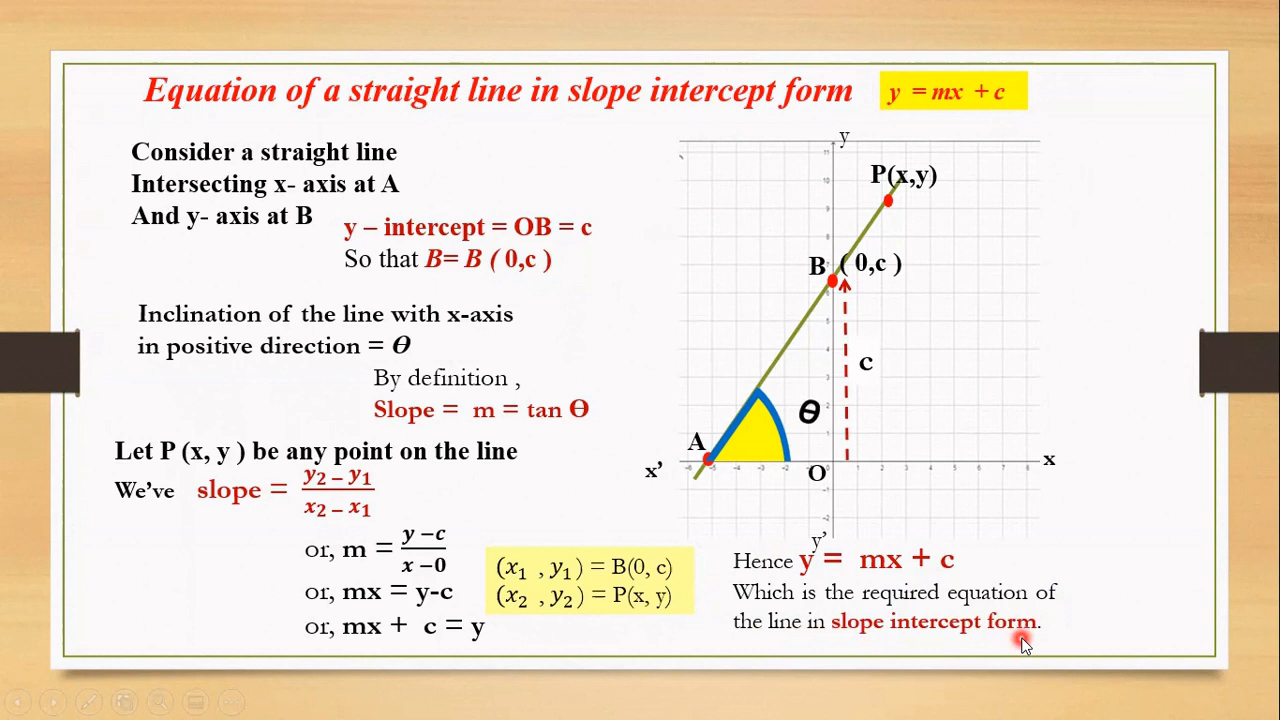 Equation of a straight line in slope intercept form
y = mx + c
Consider a straight line
Intersecting x- axis at A
And y- axis at B
y – intercept = OB = c
So that B= B ( 0,c )
Inclination of the line with x-axis
in positive direction = Ө
By definition ,
Slope = m = tan Ө
Let P (x, y ) be any point on the line
We've slope = y₂ – y₁ / x₂ – x₁
or, m = y –c / x –0
or, mx = y-c
or, mx + c = y
(x₁ , y₁ ) = B(0, c)
(x₂ , y₂ ) = P(x, y)
y
P(x,y)
B ( 0,c )
c
Ө
A
x'
O
x
y'
Hence y = mx + c
Which is the required equation of
the line in slope intercept form.